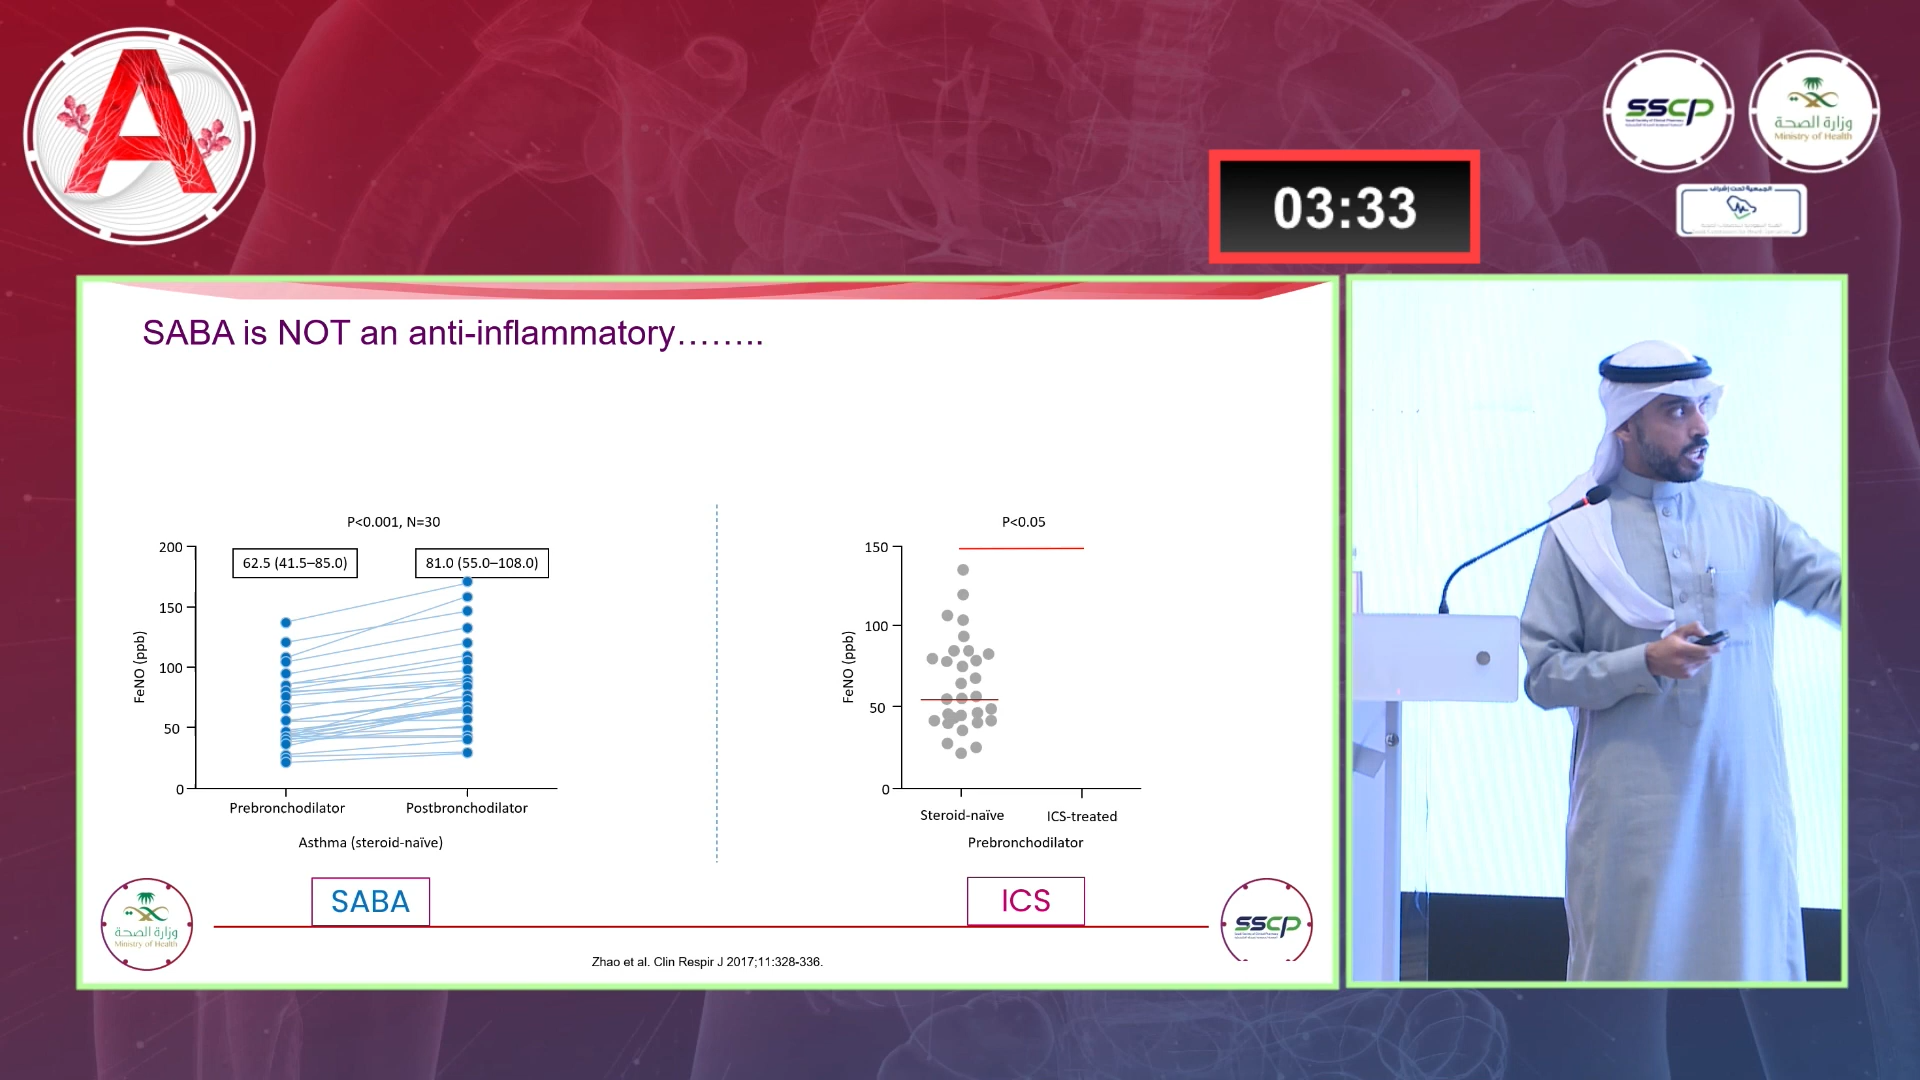 A
sscp
وزارة الصحة
Ministry of Health
الجمعية تحت إشراف
03:33
SABA is NOT an anti-inflammatory……..
P<0.001, N=30
62.5 (41.5–85.0)
81.0 (55.0–108.0)
FeNO (ppb)
200
150
100
50
0
Prebronchodilator
Postbronchodilator
Asthma (steroid-naïve)
SABA
P<0.05
FeNO (ppb)
150
100
50
0
Steroid-naïve
ICS-treated
Prebronchodilator
ICS
وزارة الصحة
Ministry of Health
sscp
Zhao et al. Clin Respir J 2017;11:328-336.